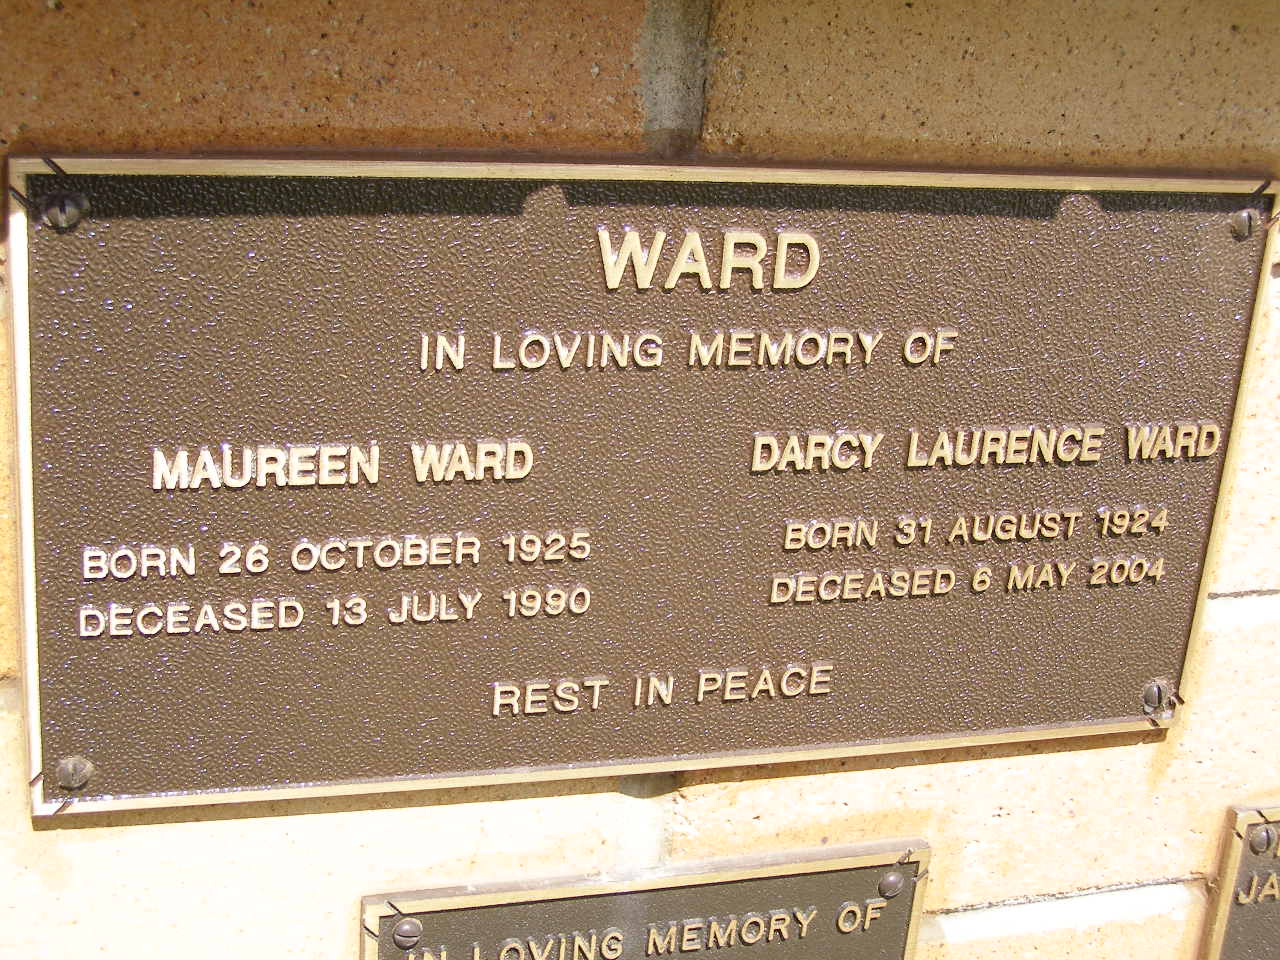 WARD
IN LOVING MEMORY OF
MAUREEN WARD
BORN 26 OCTOBER 1925
DECEASED 13 JULY 1990
DARCY LAURENCE WARD
BORN 31 AUGUST 1924
DECEASED 6 MAY 2004
REST IN PEACE
IN LOVING MEMORY OF
JA